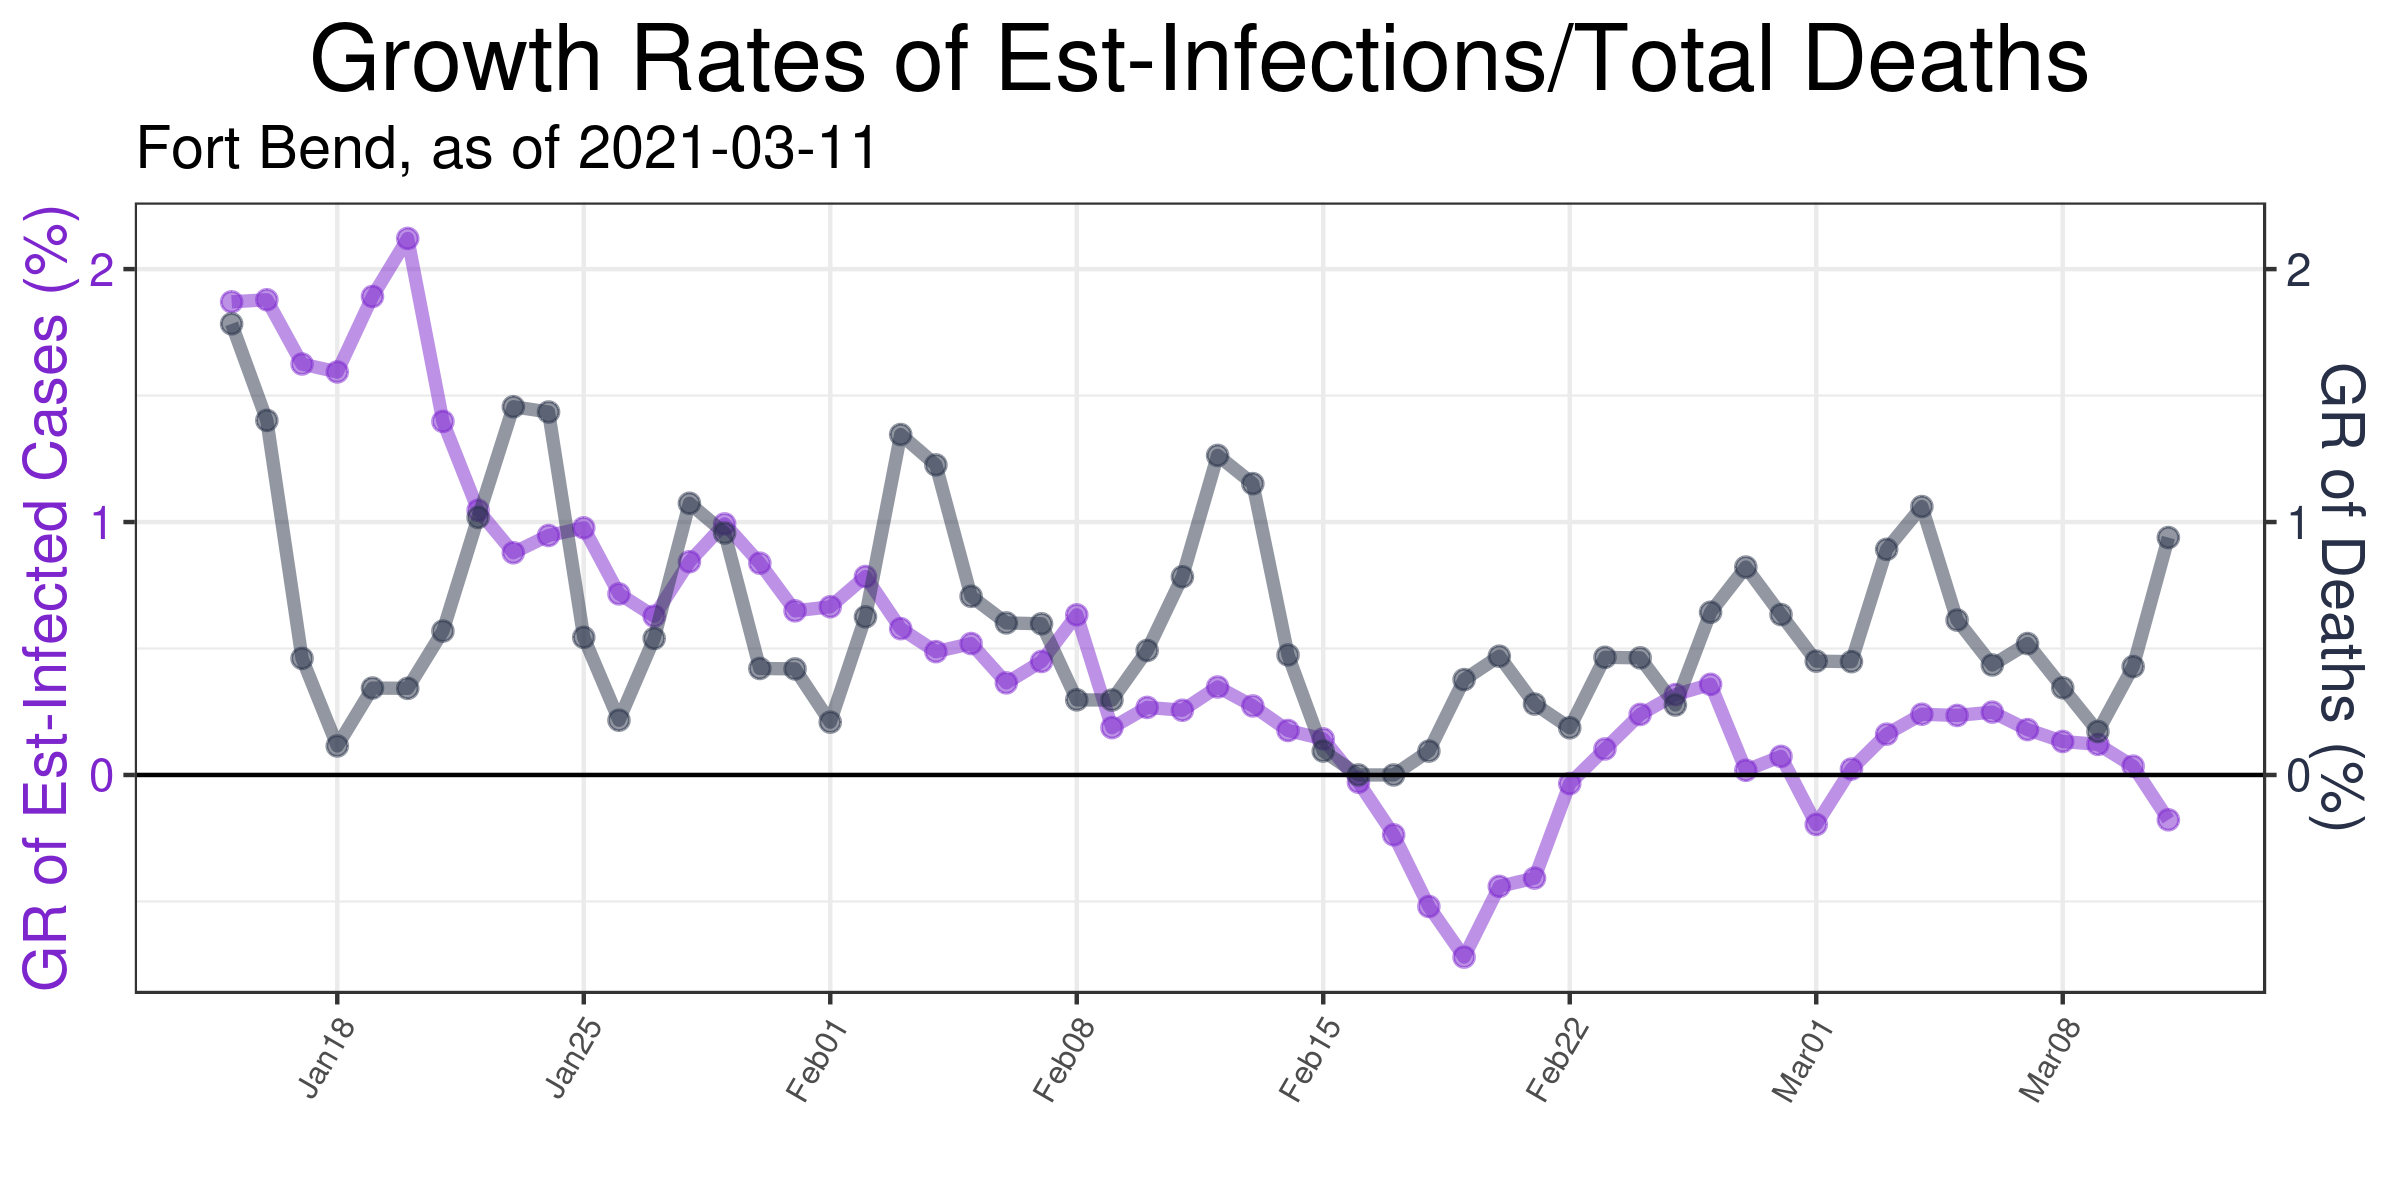 Growth Rates of Est-Infections/Total Deaths
Fort Bend, as of 2021-03-11
GR of Est-Infected Cases (%)
2
1
0
2
1
0
GR of Deaths (%)
Jan18
Jan25
Feb01
Feb08
Feb15
Feb22
Mar01
Mar08